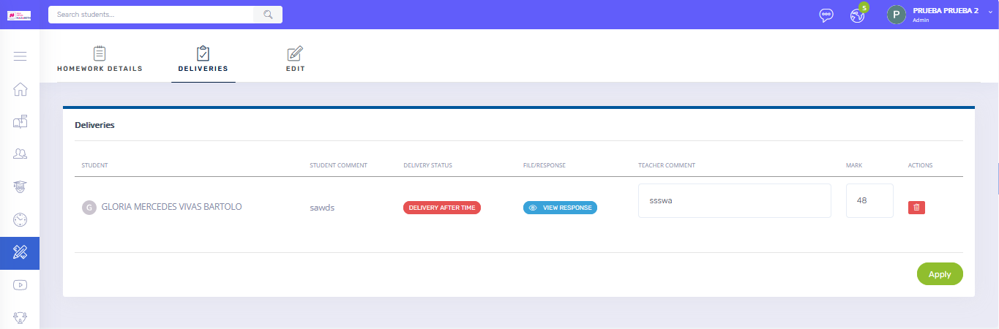 NAZARETH
Search students...
5
P
PRUEBA PRUEBA 2
Admin
HOMEWORK DETAILS
DELIVERIES
EDIT
Deliveries
STUDENT
STUDENT COMMENT
DELIVERY STATUS
FILE/RESPONSE
TEACHER COMMENT
MARK
ACTIONS
G
GLORIA MERCEDES VIVAS BARTOLO
sawds
DELIVERY AFTER TIME
VIEW RESPONSE
ssswa
48
Apply